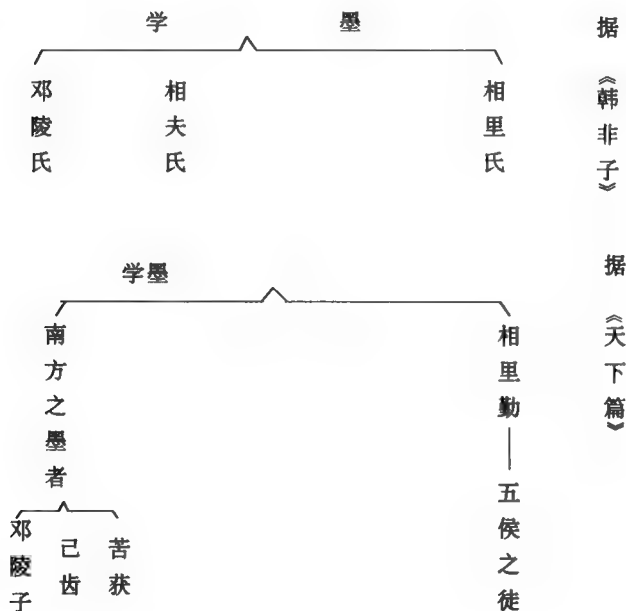 据《韩非子》
墨学
相里氏
相夫氏
邓陵氏
据《天下篇》
墨学
相里勤——五侯之徒
南方之墨者
苦获
己齿
邓陵子